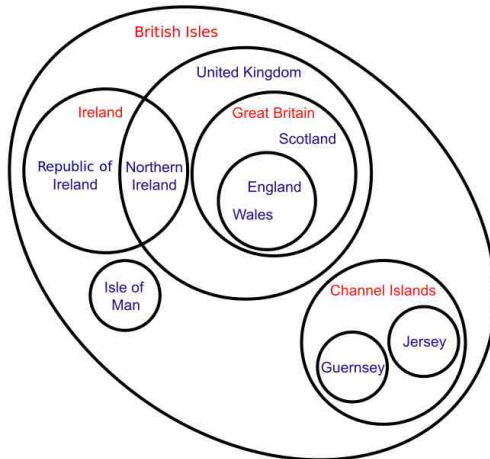 British Isles
United Kingdom
Ireland
Great Britain
Scotland
Republic of
Ireland
Northern
Ireland
England
Wales
Isle of
Man
Channel Islands
Jersey
Guernsey